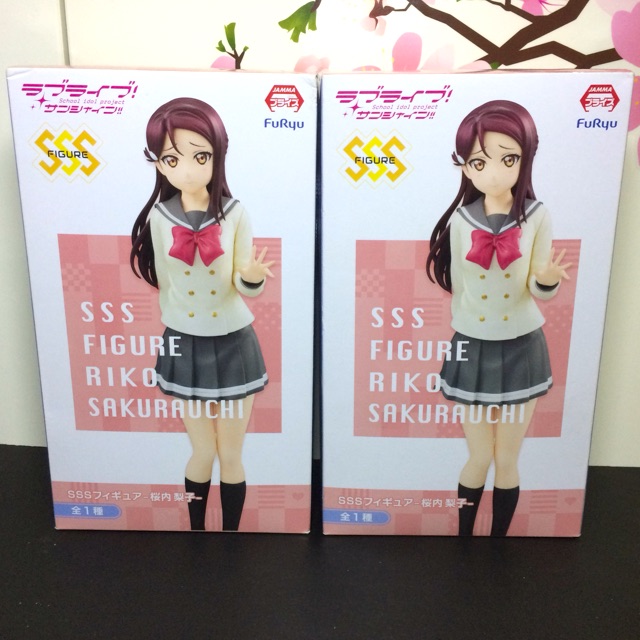 ラブライブ!
School idol project
サンシャイン!!
JAMMA
プライズ
FuRyu
SSS
FIGURE
SSS
FIGURE
RIKO
SAKURAUCHI
SSSフィギュア-桜内 梨子-
全1種
ラブライブ!
School idol project
サンシャイン!!
JAMMA
プライズ
FuRyu
SSS
FIGURE
SSS
FIGURE
RIKO
SAKURAUCHI
SSSフィギュア-桜内 梨子-
全1種